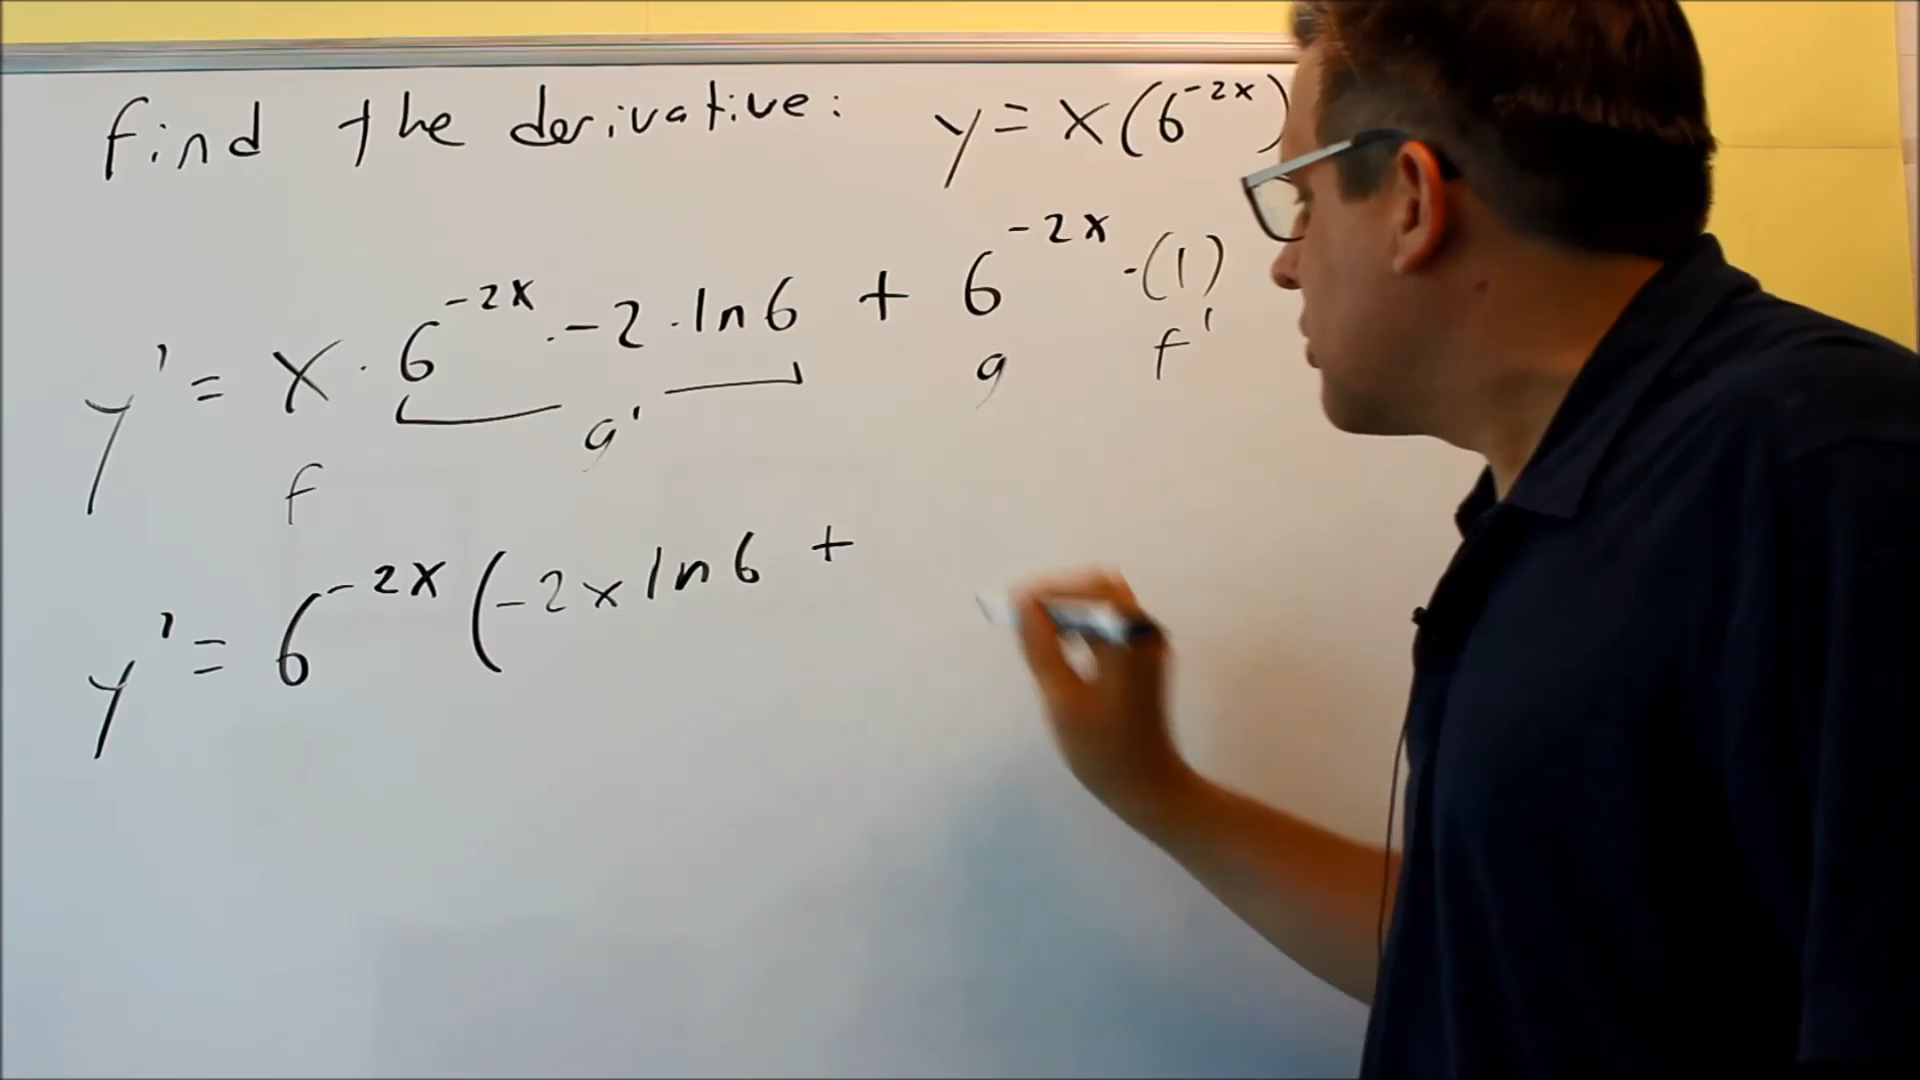 find the derivative: y = x(6^-2x)
y' = x · 6^-2x · -2 · ln6 + 6^-2x · (1)
f g' g f'
y' = 6^-2x (-2x ln6 +